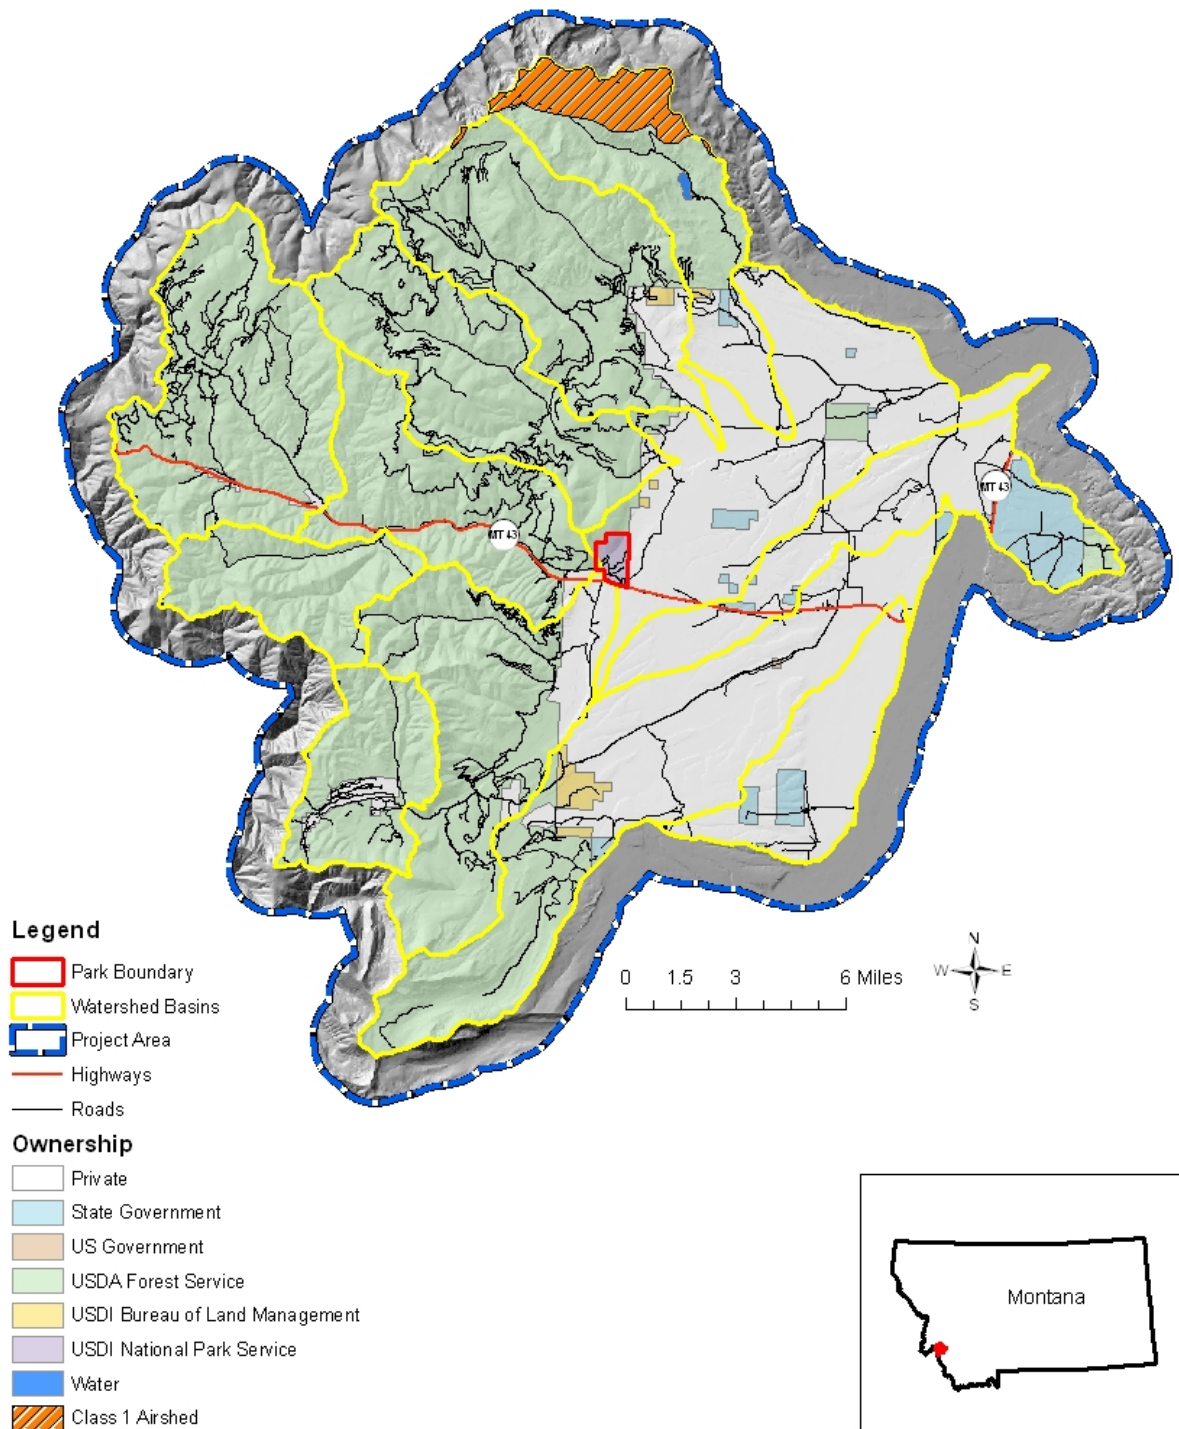 MT 43
MT 43
Legend
Park Boundary
Watershed Basins
Project Area
Highways
Roads
0 1.5 3 6 Miles
N
W E
S
Ownership
Private
State Government
US Government
USDA Forest Service
USDI Bureau of Land Management
USDI National Park Service
Water
Class 1 Airshed
Montana